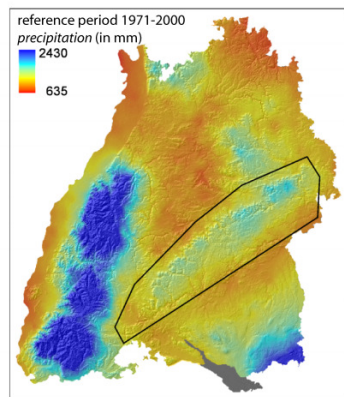 reference period 1971-2000
precipitation (in mm)
2430
635